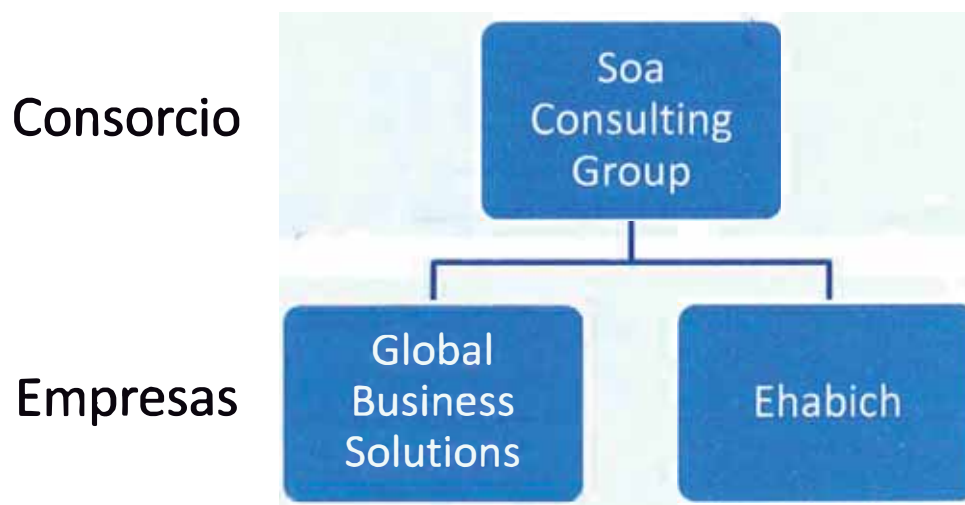 Consorcio
Soa
Consulting
Group
Empresas
Global
Business
Solutions
Ehabich